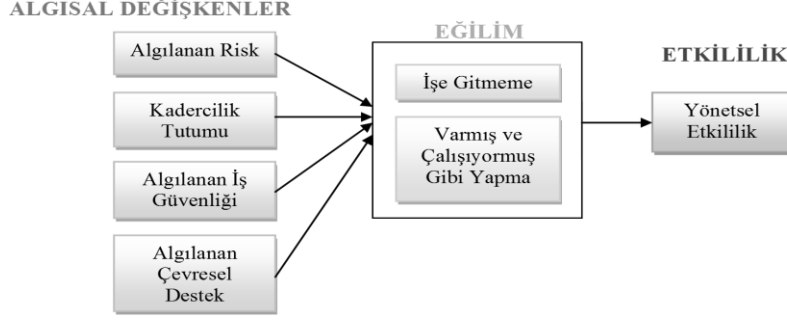 ALGISAL DEĞİŞKENLER
Algılanan Risk
Kadercilik
Tutumu
Algılanan İş
Güvenliği
Algılanan
Çevresel
Destek
EĞİLİM
İşe Gitmeme
Varmış ve
Çalışıyormuş
Gibi Yapma
ETKİLİLİK
Yönetsel
Etkililik